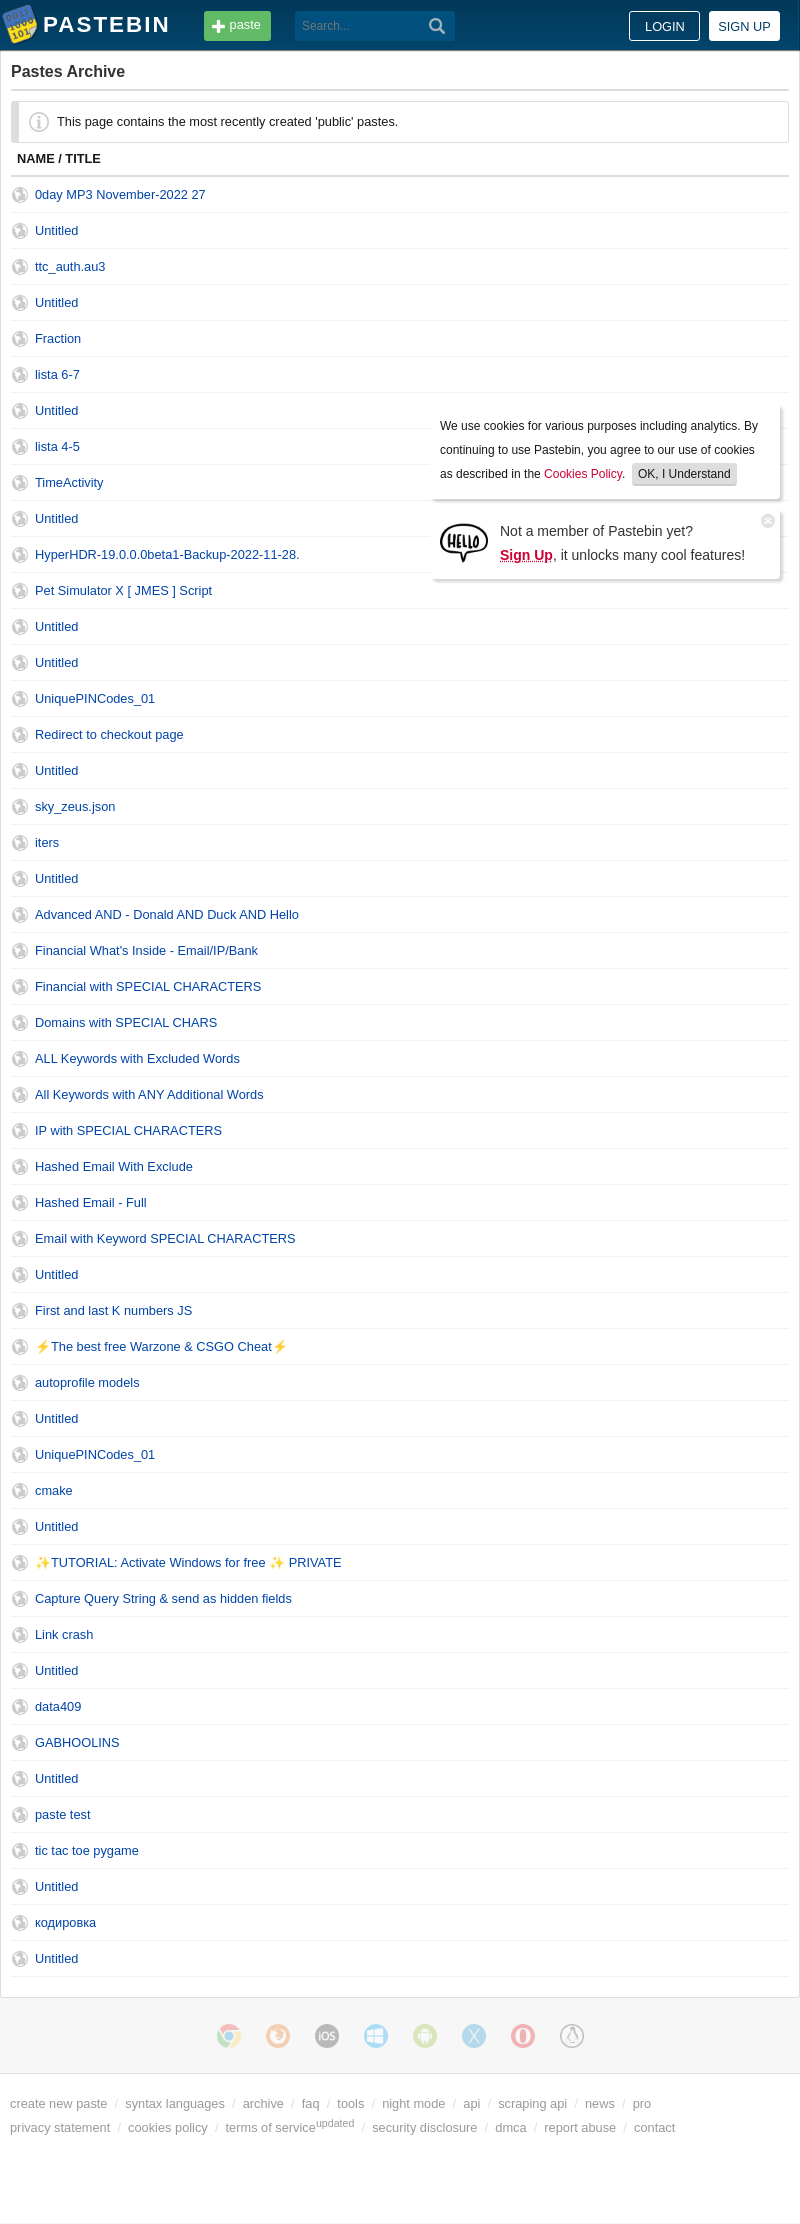 PASTEBIN paste Search... LOGIN SIGN UP
Pastes Archive
This page contains the most recently created 'public' pastes.
NAME / TITLE
0day MP3 November-2022 27
Untitled
ttc_auth.au3
Untitled
Fraction
lista 6-7
Untitled
lista 4-5
TimeActivity
Untitled
HyperHDR-19.0.0.0beta1-Backup-2022-11-28.
We use cookies for various purposes including analytics. By
continuing to use Pastebin, you agree to our use of cookies
as described in the Cookies Policy. OK, I Understand
HELLO
Not a member of Pastebin yet?
Sign Up, it unlocks many cool features!
Pet Simulator X [ JMES ] Script
Untitled
Untitled
UniquePINCodes_01
Redirect to checkout page
Untitled
sky_zeus.json
iters
Untitled
Advanced AND - Donald AND Duck AND Hello
Financial What's Inside - Email/IP/Bank
Financial with SPECIAL CHARACTERS
Domains with SPECIAL CHARS
ALL Keywords with Excluded Words
All Keywords with ANY Additional Words
IP with SPECIAL CHARACTERS
Hashed Email With Exclude
Hashed Email - Full
Email with Keyword SPECIAL CHARACTERS
Untitled
First and last K numbers JS
⚡The best free Warzone & CSGO Cheat⚡
autoprofile models
Untitled
UniquePINCodes_01
cmake
Untitled
✨TUTORIAL: Activate Windows for free ✨ PRIVATE
Capture Query String & send as hidden fields
Link crash
Untitled
data409
GABHOOLINS
Untitled
paste test
tic tac toe pygame
Untitled
кодировка
Untitled
iOS
create new paste / syntax languages / archive / faq / tools / night mode / api / scraping api / news / pro
privacy statement / cookies policy / terms of serviceupdated / security disclosure / dmca / report abuse / contact